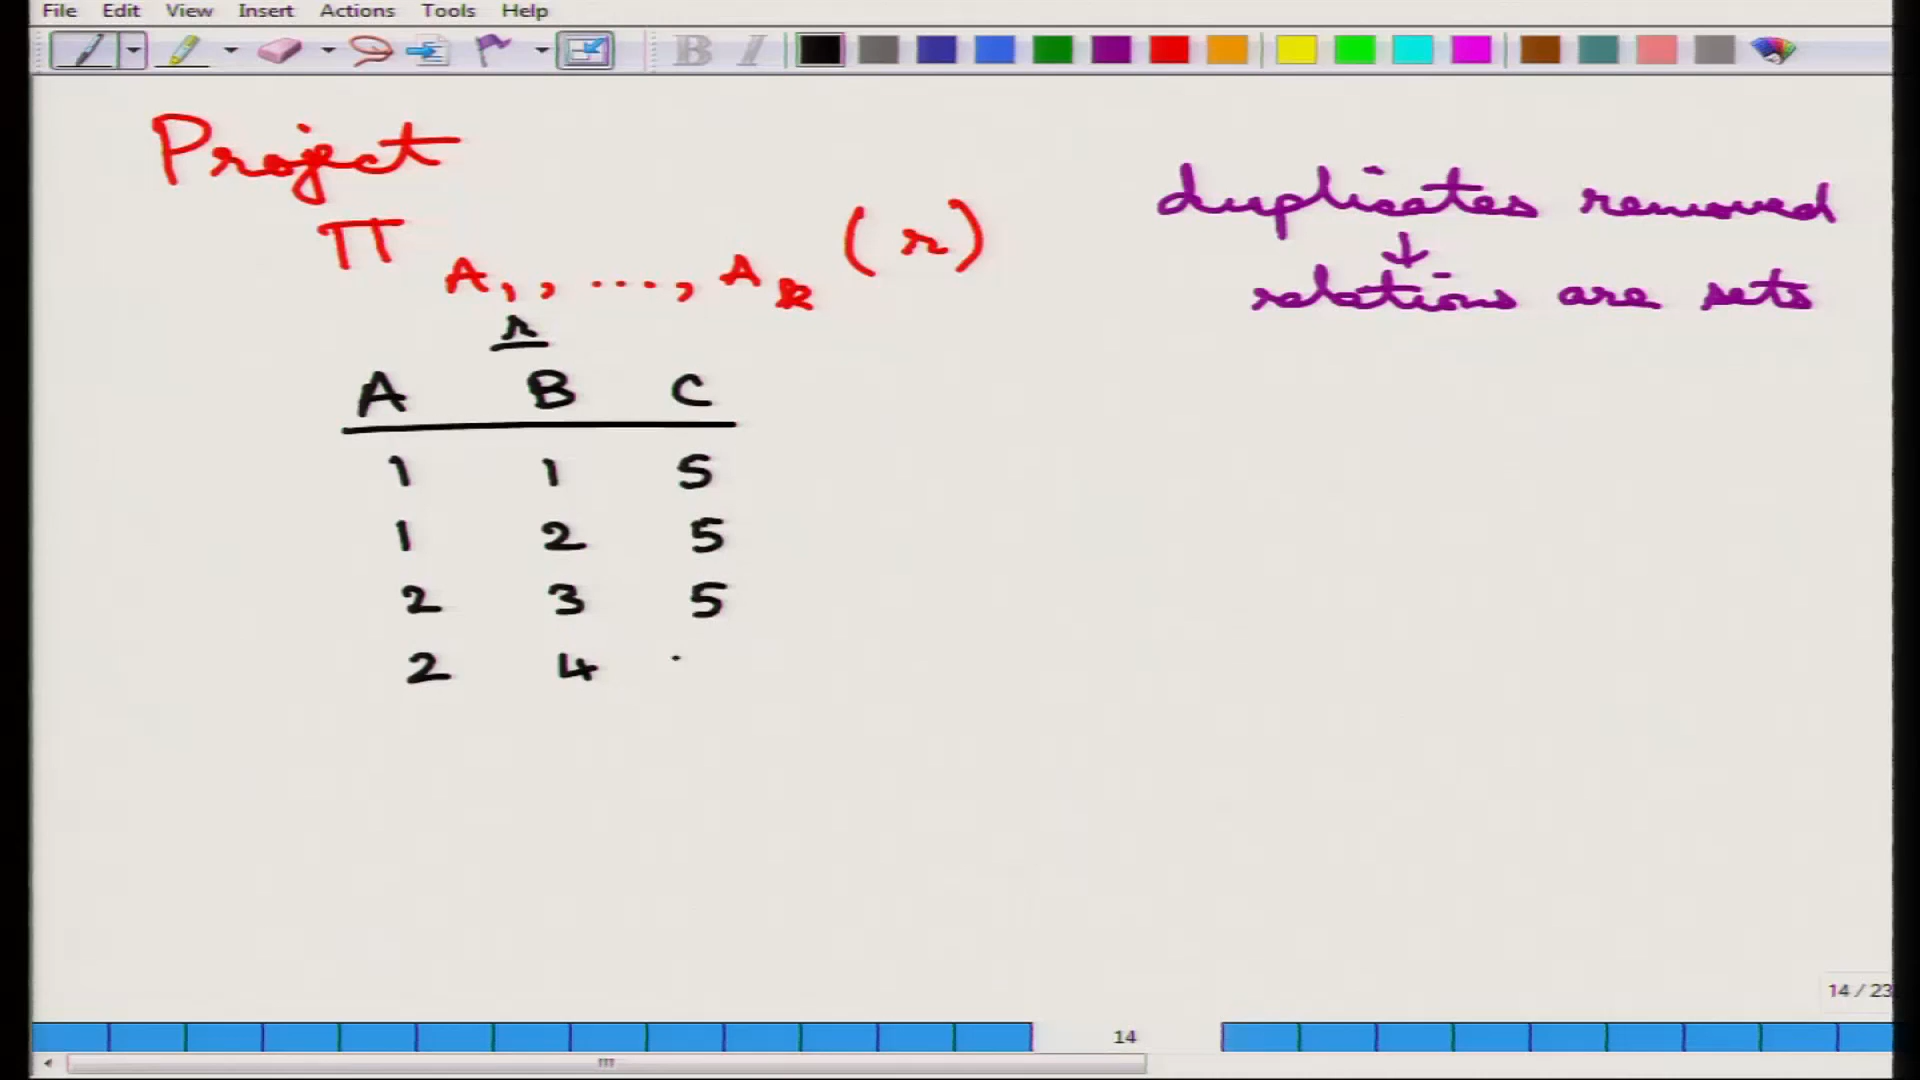 File Edit View Insert Actions Tools Help
B I
Project
Π A1, ..., Ak (r)
duplicates removed
↓
relations are sets
r
A B C
1 1 5
1 2 5
2 3 5
2 4
14 / 23
14